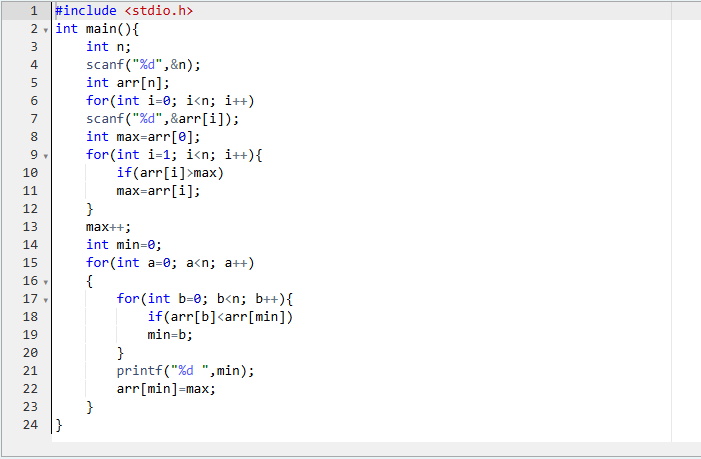 1 #include <stdio.h>
2 int main(){
3     int n;
4     scanf("%d",&n);
5     int arr[n];
6     for(int i=0; i<n; i++)
7     scanf("%d",&arr[i]);
8     int max=arr[0];
9     for(int i=1; i<n; i++){
10         if(arr[i]>max)
11         max=arr[i];
12     }
13     max++;
14     int min=0;
15     for(int a=0; a<n; a++)
16     {
17         for(int b=0; b<n; b++){
18             if(arr[b]<arr[min])
19             min=b;
20         }
21         printf("%d ",min);
22         arr[min]=max;
23     }
24 }